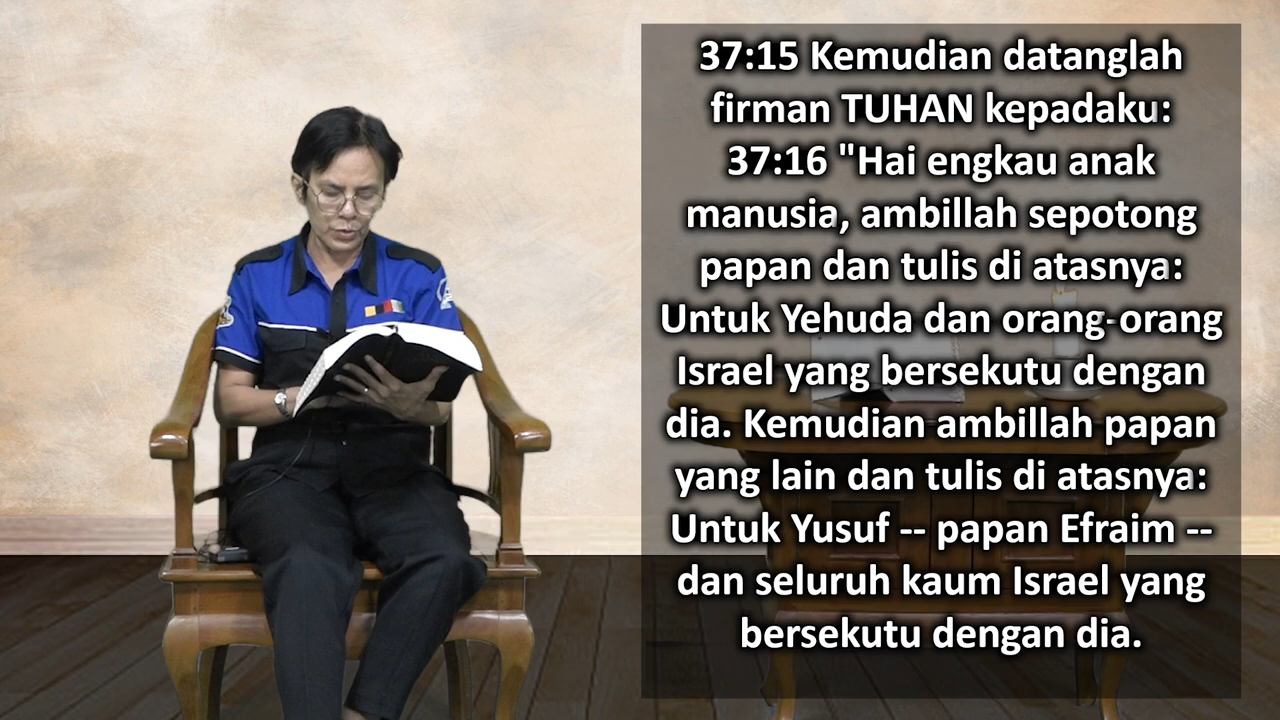 37:15 Kemudian datanglah
firman TUHAN kepadaku:
37:16 "Hai engkau anak
manusia, ambillah sepotong
papan dan tulis di atasnya:
Untuk Yehuda dan orang-orang
Israel yang bersekutu dengan
dia. Kemudian ambillah papan
yang lain dan tulis di atasnya:
Untuk Yusuf -- papan Efraim --
dan seluruh kaum Israel yang
bersekutu dengan dia.